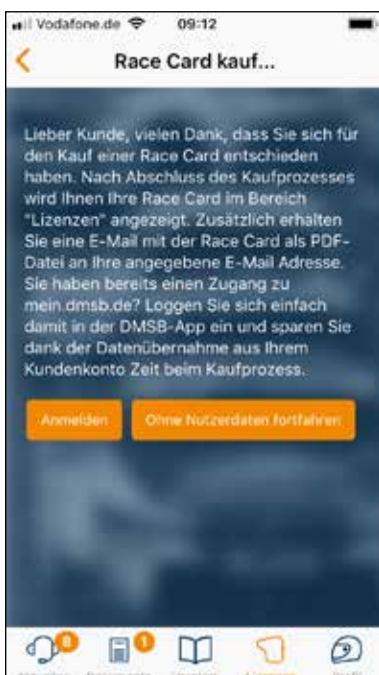 Vodafone.de 09:12
Race Card kauf...
Lieber Kunde, vielen Dank, dass Sie sich für
den Kauf einer Race Card entschieden
haben. Nach Abschluss des Kaufprozesses
wird Ihnen Ihre Race Card im Bereich
"Lizenzen" angezeigt. Zusätzlich erhalten
Sie eine E-Mail mit der Race Card als PDF-
Datei an Ihre angegebene E-Mail Adresse.
Sie haben bereits einen Zugang zu
mein.dmsb.de? Loggen Sie sich einfach
damit in der DMSB-App ein und sparen Sie
dank der Datenübernahme aus Ihrem
Kundenkonto Zeit beim Kaufprozess.
Anmelden Ohne Nutzerdaten fortfahren
8 1